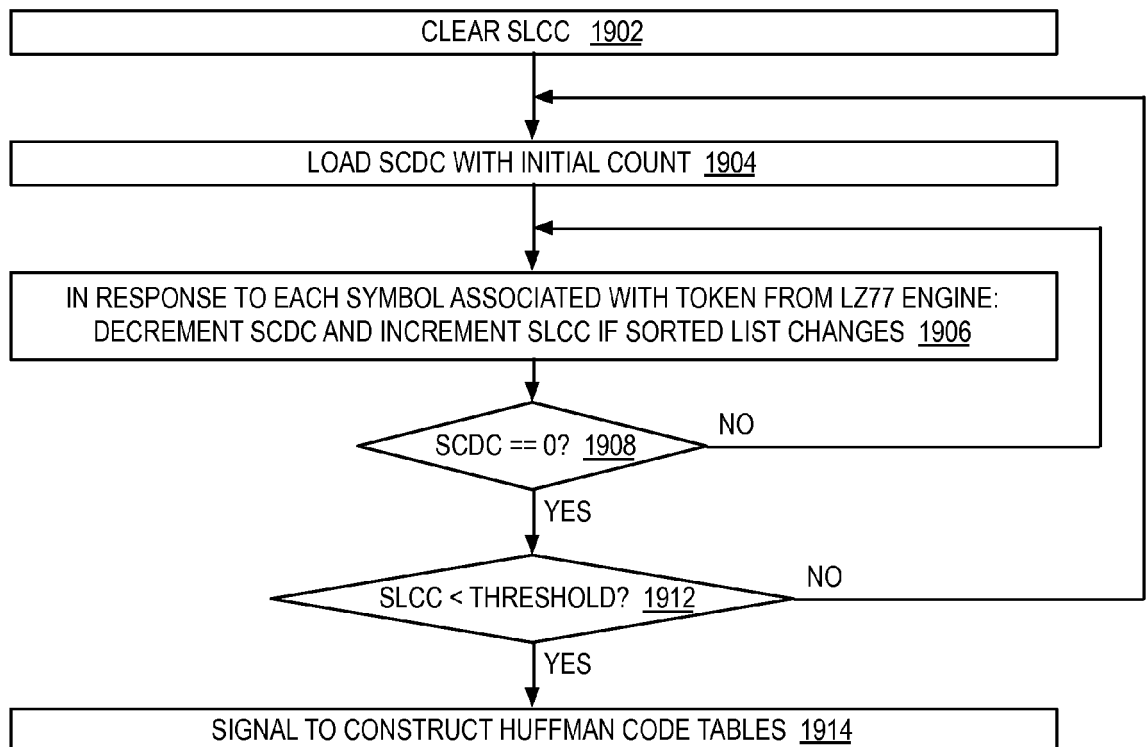 CLEAR SLCC 1902
LOAD SCDC WITH INITIAL COUNT 1904
IN RESPONSE TO EACH SYMBOL ASSOCIATED WITH TOKEN FROM LZ77 ENGINE:
DECREMENT SCDC AND INCREMENT SLCC IF SORTED LIST CHANGES 1906
SCDC == 0? 1908
NO
YES
SLCC < THRESHOLD? 1912
NO
YES
SIGNAL TO CONSTRUCT HUFFMAN CODE TABLES 1914